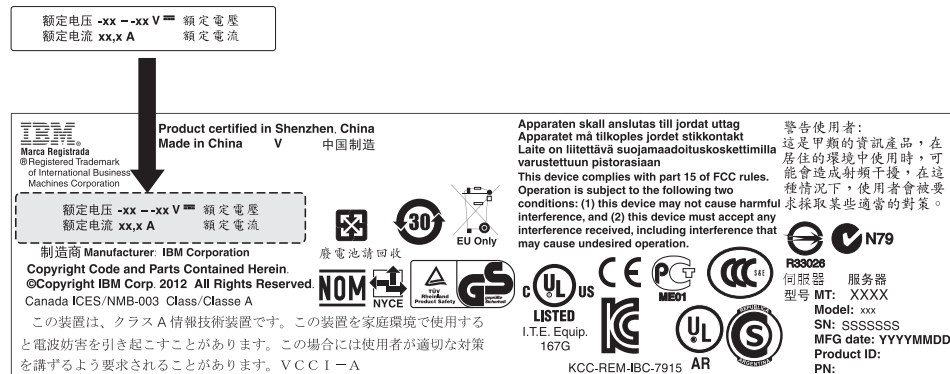 额定电压 -xx – -xx V 額定電壓
额定电流 xx,x A 額定電流
IBM®
Marca Registrada
® Registered Trademark
of International Business
Machines Corporation
Product certified in Shenzhen, China
Made in China V 中国制造
额定电压 -xx – -xx V 額定電壓
额定电流 xx,x A 額定電流
制造商 Manufacturer: IBM Corporation
Copyright Code and Parts Contained Herein.
©Copyright IBM Corp. 2012 All Rights Reserved.
Canada ICES/NMB-003 Class/Classe A
この装置は、クラスA情報技術装置です。この装置を家庭環境で使用する
と電波妨害を引き起こすことがあります。この場合には使用者が適切な対策
を講ずるよう要求されることがあります。VCCI－A
廢電池請回收
30
EU Only
NOM
NYCE
TÜV
Rheinland
Product Safety
geprüfte
Sicherheit
GS
Apparaten skall anslutas till jordat uttag
Apparatet må tilkoples jordet stikkontakt
Laite on liitettävä suojamaadoituskoskettimilla
varustettuun pistorasiaan
This device complies with part 15 of FCC rules.
Operation is subject to the following two
conditions: (1) this device may not cause harmful
interference, and (2) this device must accept any
interference received, including interference that
may cause undesired operation.
C UL US
LISTED
I.T.E. Equip.
167G
CE
KCC-REM-IBC-7915
PCT
ME01
CCC S&E
UL
AR
REPUBLICA
S
ARGENTINA
警告使用者:
這是甲類的資訊產品，在
居住的環境中使用時，可
能會造成射頻干擾，在這
種情況下，使用者會被要
求採取某些適當的對策。
R33026
N79
伺服器 服务器
型号 MT: XXXX
Model: xxx
SN: SSSSSSS
MFG date: YYYYMMDD
Product ID:
PN: